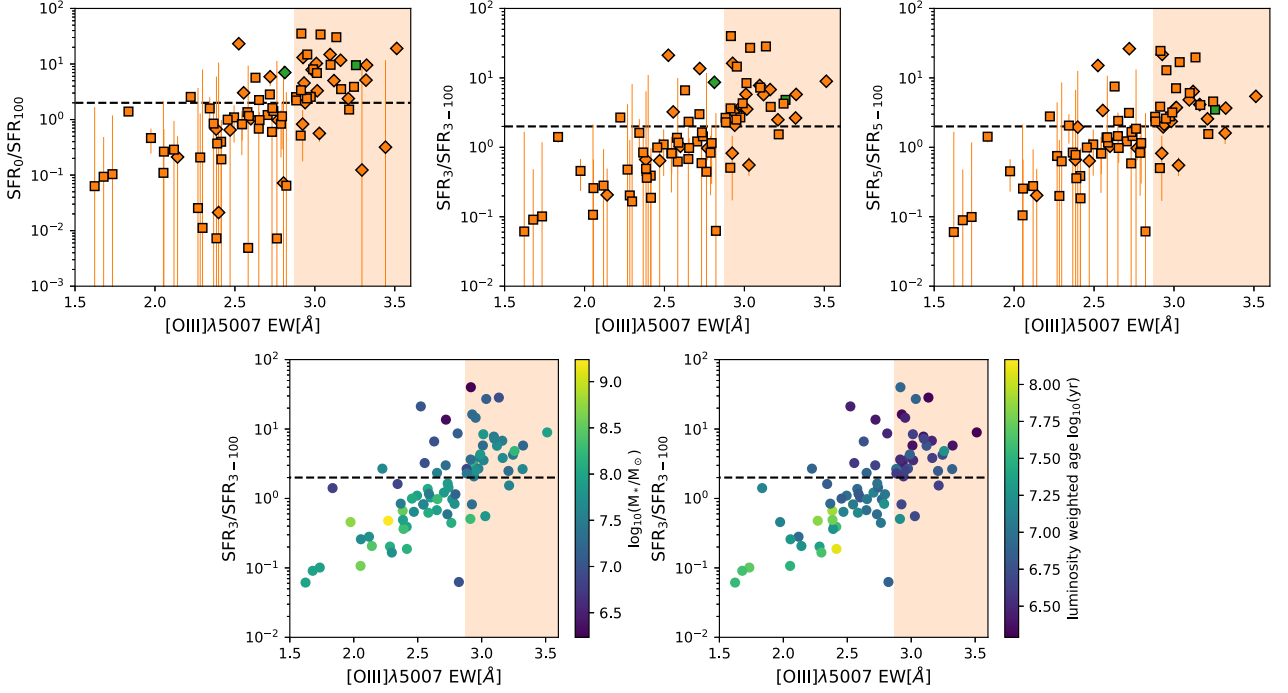 10²
10¹
10⁰
10⁻¹
10⁻²
10⁻³
SFR₀/SFR₁₀₀
1.5 2.0 2.5 3.0 3.5
[OIII]λ5007 EW[Å]
10²
10¹
10⁰
10⁻¹
10⁻²
SFR₃/SFR₃₋₁₀₀
1.5 2.0 2.5 3.0 3.5
[OIII]λ5007 EW[Å]
10²
10¹
10⁰
10⁻¹
10⁻²
SFR₅/SFR₅₋₁₀₀
1.5 2.0 2.5 3.0 3.5
[OIII]λ5007 EW[Å]
10²
10¹
10⁰
10⁻¹
10⁻²
SFR₃/SFR₃₋₁₀₀
1.5 2.0 2.5 3.0 3.5
[OIII]λ5007 EW[Å]
9.0
8.5
8.0
7.5
7.0
6.5
log₁₀(M*/M⊙)
10²
10¹
10⁰
10⁻¹
10⁻²
SFR₃/SFR₃₋₁₀₀
1.5 2.0 2.5 3.0 3.5
[OIII]λ5007 EW[Å]
8.00
7.75
7.50
7.25
7.00
6.75
6.50
luminosity weighted age log₁₀(yr)